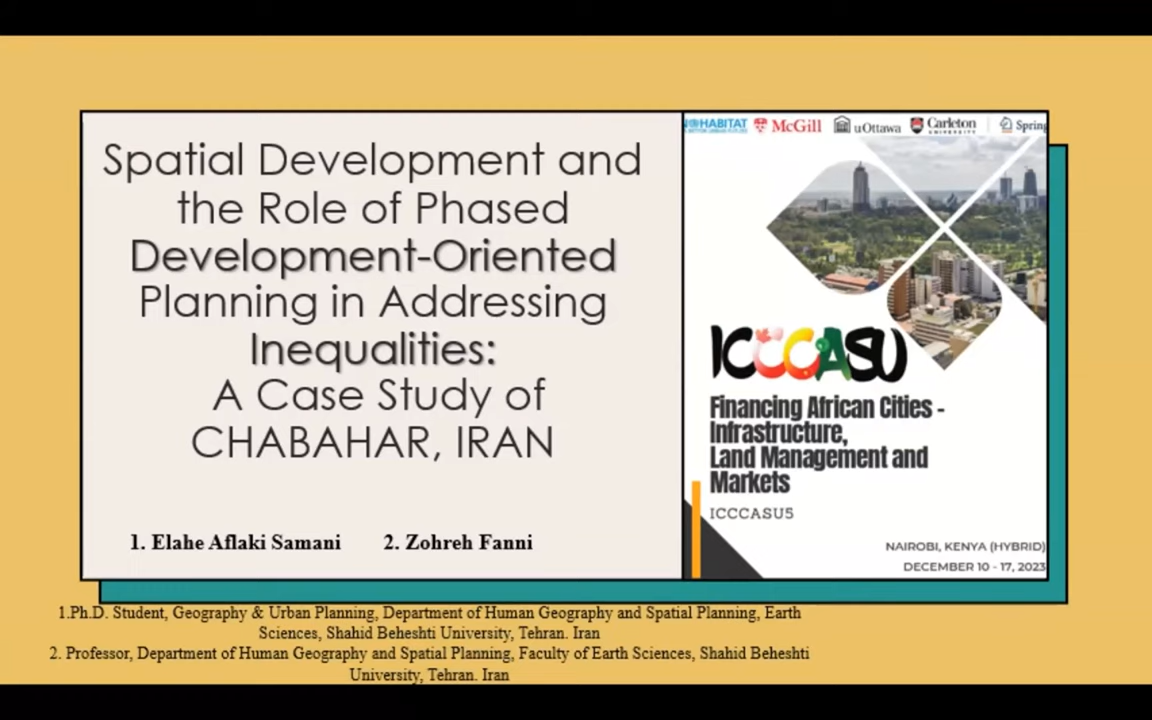 Spatial Development and
the Role of Phased
Development-Oriented
Planning in Addressing
Inequalities:
A Case Study of
CHABAHAR, IRAN
1. Elahe Aflaki Samani 2. Zohreh Fanni
HABITAT McGill uOttawa Carleton
UNIVERSITY
ICCCASU
Financing African Cities -
Infrastructure,
Land Management and
Markets
ICCCASU5
NAIROBI, KENYA (HYBRID)
DECEMBER 10 - 17, 2023
1.Ph.D. Student, Geography & Urban Planning, Department of Human Geography and Spatial Planning, Earth
Sciences, Shahid Beheshti University, Tehran. Iran
2. Professor, Department of Human Geography and Spatial Planning, Faculty of Earth Sciences, Shahid Beheshti
University, Tehran. Iran